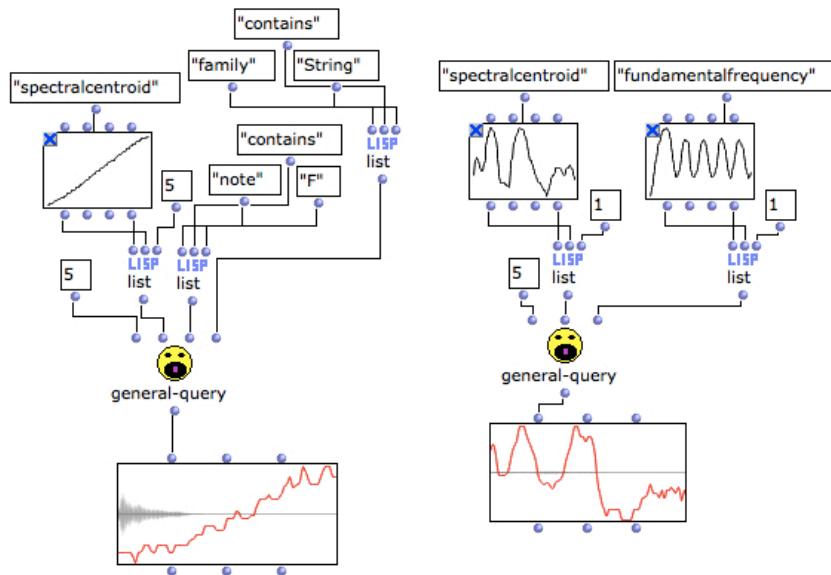 "contains"
"family"
"String"
"spectralcentroid"
LISP
list
"contains"
5
"note"
"F"
LISP
list
LISP
list
5
general-query
"spectralcentroid"
"fundamentalfrequency"
1
1
LISP
list
LISP
list
5
general-query